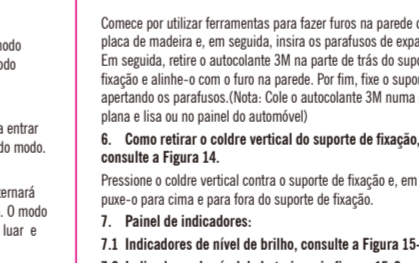 nodo
odo
a entrar
do modo.
ternará
. O modo
luar e
Comece por utilizar ferramentas para fazer furos na parede
placa de madeira e, em seguida, insira os parafusos de expa
Em seguida, retire o autocolante 3M na parte de trás do supo
fixação e alinhe-o com o furo na parede. Por fim, fixe o supor
apertando os parafusos.(Nota: Cole o autocolante 3M numa
plana e lisa ou no painel do automóvel)
6. Como retirar o coldre vertical do suporte de fixação,
consulte a Figura 14.
Pressione o coldre vertical contra o suporte de fixação e, em
puxe-o para cima e para fora do suporte de fixação.
7. Painel de indicadores:
7.1 Indicadores de nível de brilho, consulte a Figura 15-